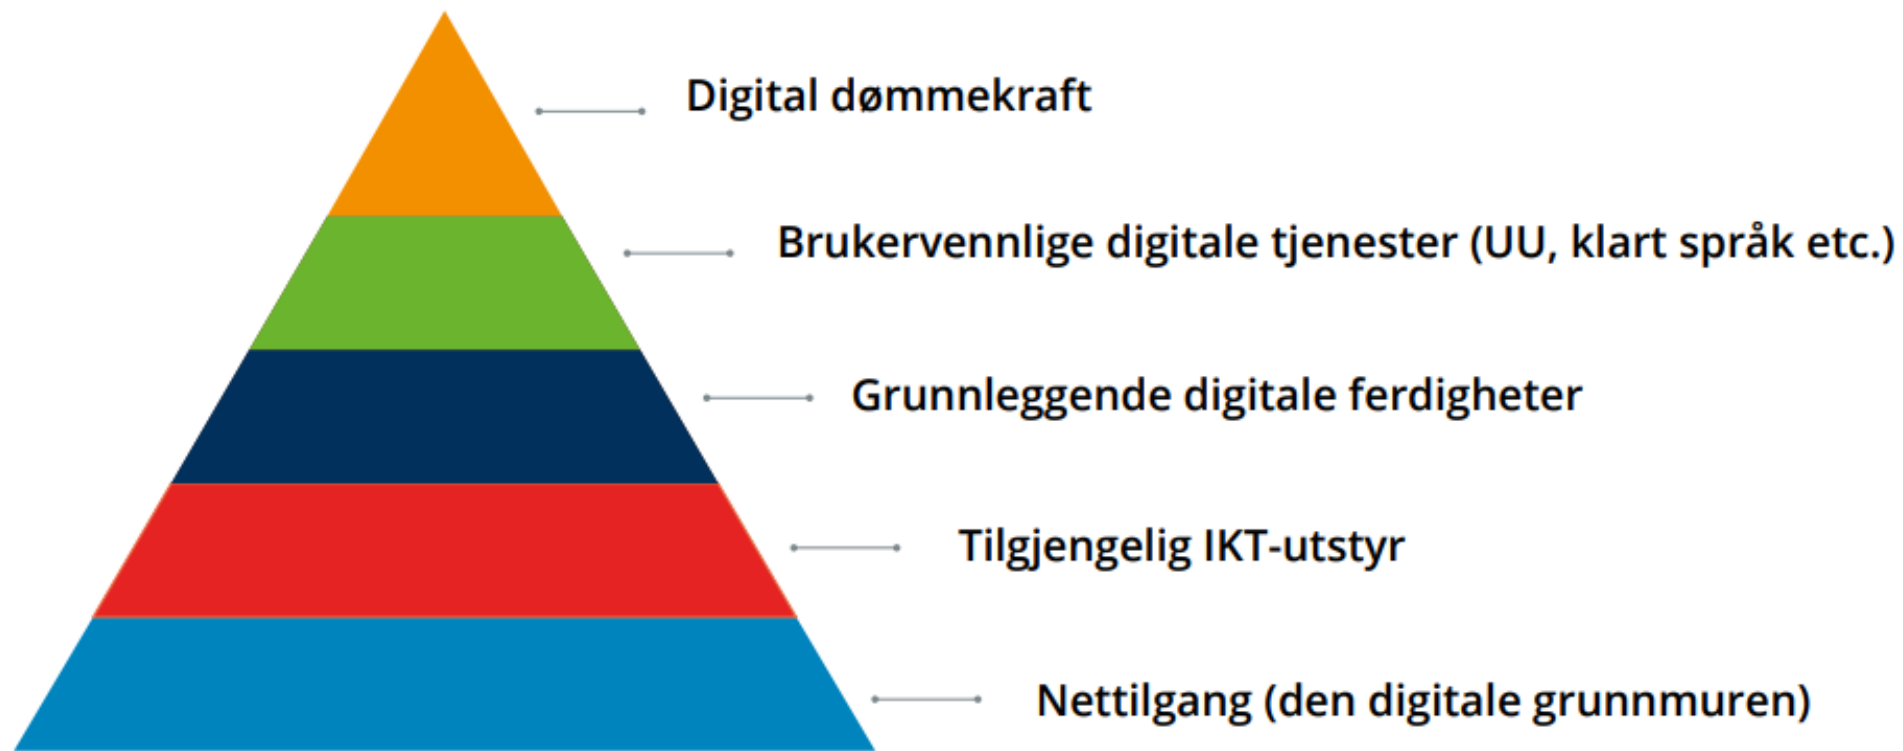 Digital dømmekraft
Brukervennlige digitale tjenester (UU, klart språk etc.)
Grunnleggende digitale ferdigheter
Tilgjengelig IKT-utstyr
Nettilgang (den digitale grunnmuren)